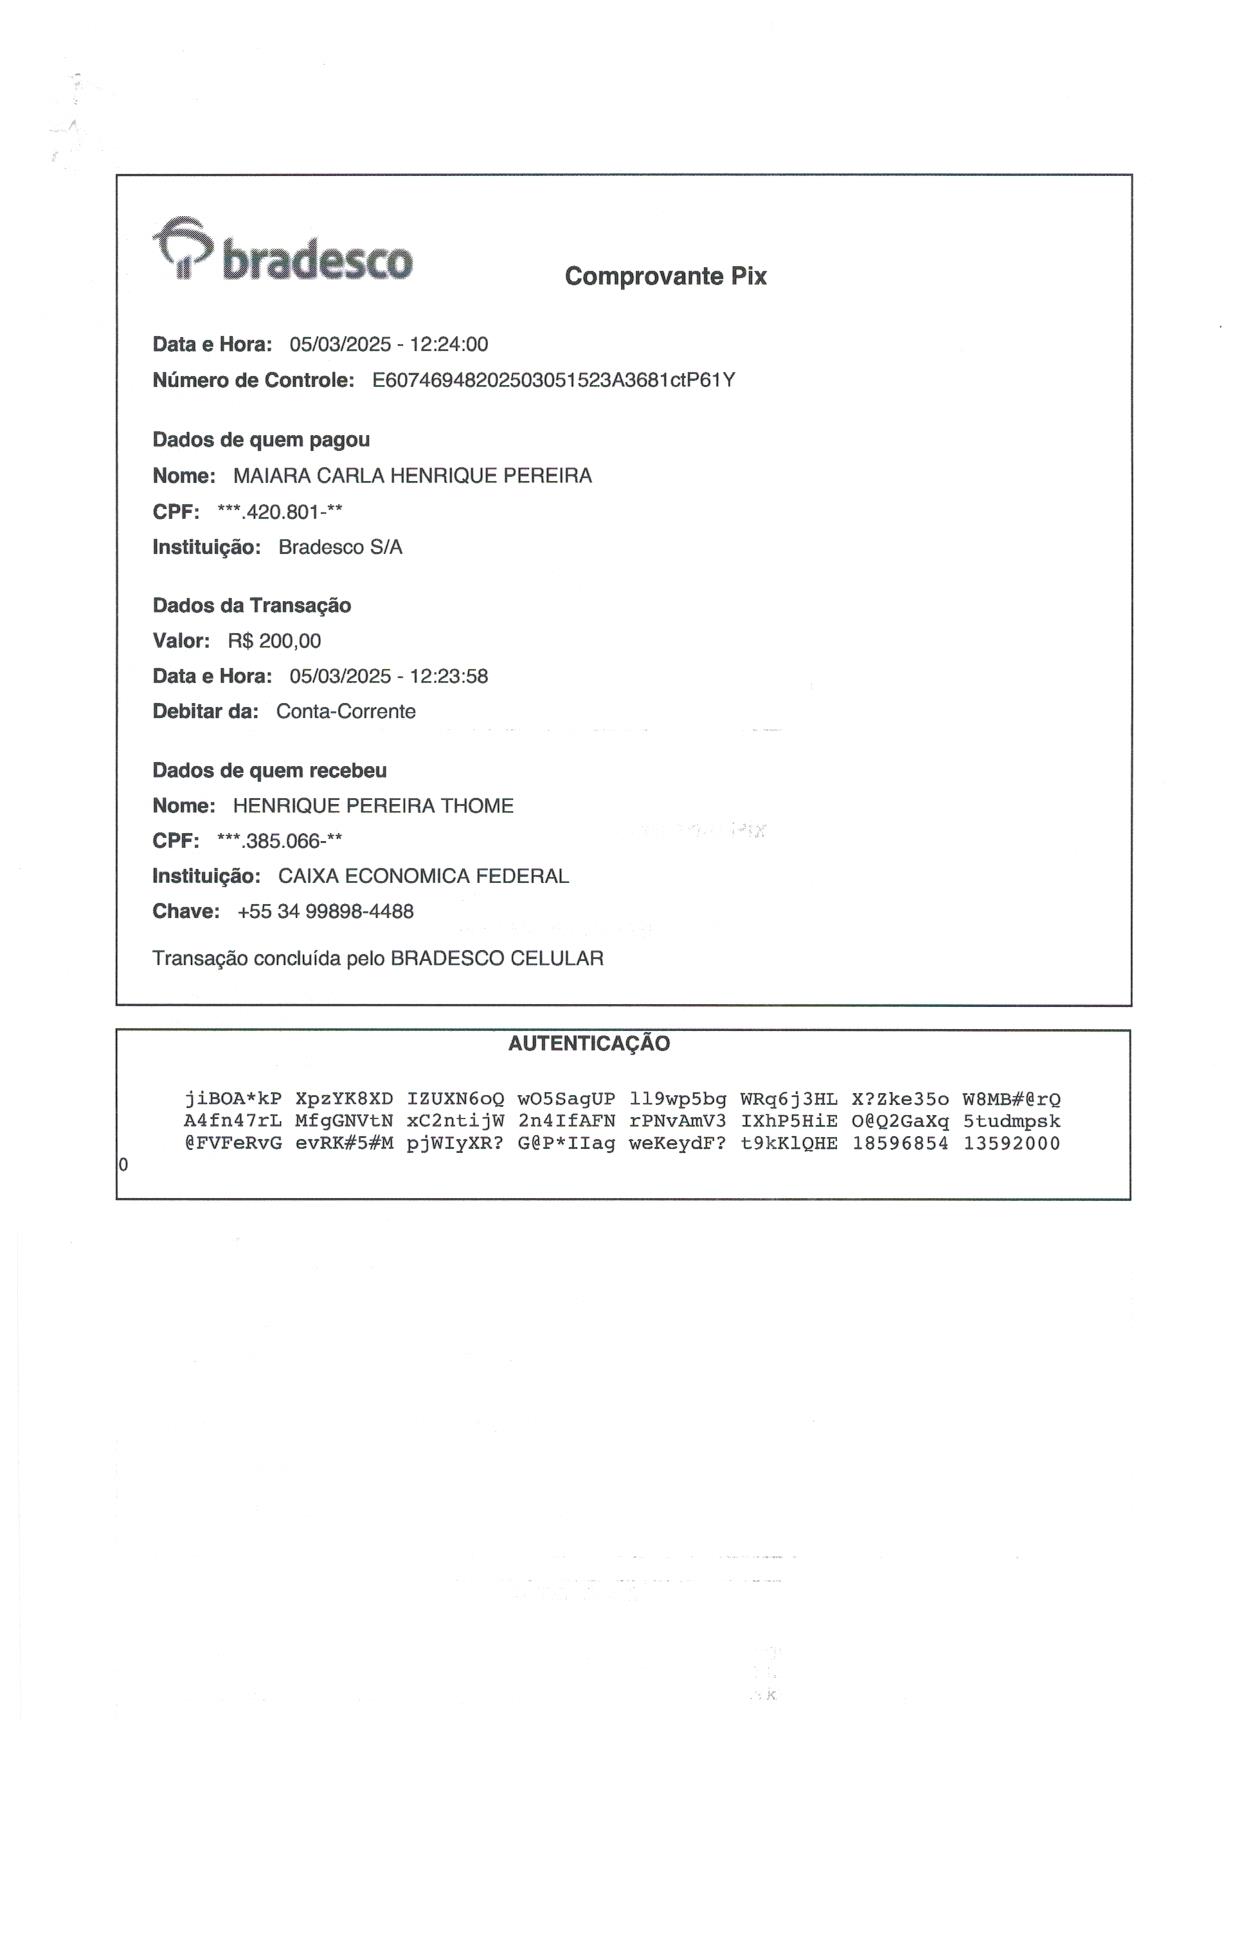 bradesco
Comprovante Pix
Data e Hora: 05/03/2025 - 12:24:00
Número de Controle: E60746948202503051523A3681ctP61Y
Dados de quem pagou
Nome: MAIARA CARLA HENRIQUE PEREIRA
CPF: ***.420.801-**
Instituição: Bradesco S/A
Dados da Transação
Valor: R$ 200,00
Data e Hora: 05/03/2025 - 12:23:58
Debitar da: Conta-Corrente
Dados de quem recebeu
Nome: HENRIQUE PEREIRA THOME
CPF: ***.385.066-**
Instituição: CAIXA ECONOMICA FEDERAL
Chave: +55 34 99898-4488
Transação concluída pelo BRADESCO CELULAR
AUTENTICAÇÃO
jiBOA*kP XpzYK8XD IZUXN6oQ wO5SagUP ll9wp5bg WRq6j3HL X?Zke35o W8MB#@rQ
A4fn47rL MfgGNVtN xC2ntijW 2n4IfAFN rPNvAmV3 IXhP5HiE O@Q2GaXq 5tudmpsk
@FVFeRvG evRK#5#M pjWIyXR? G@P*IIag weKeydF? t9kKlQHE 18596854 13592000
0